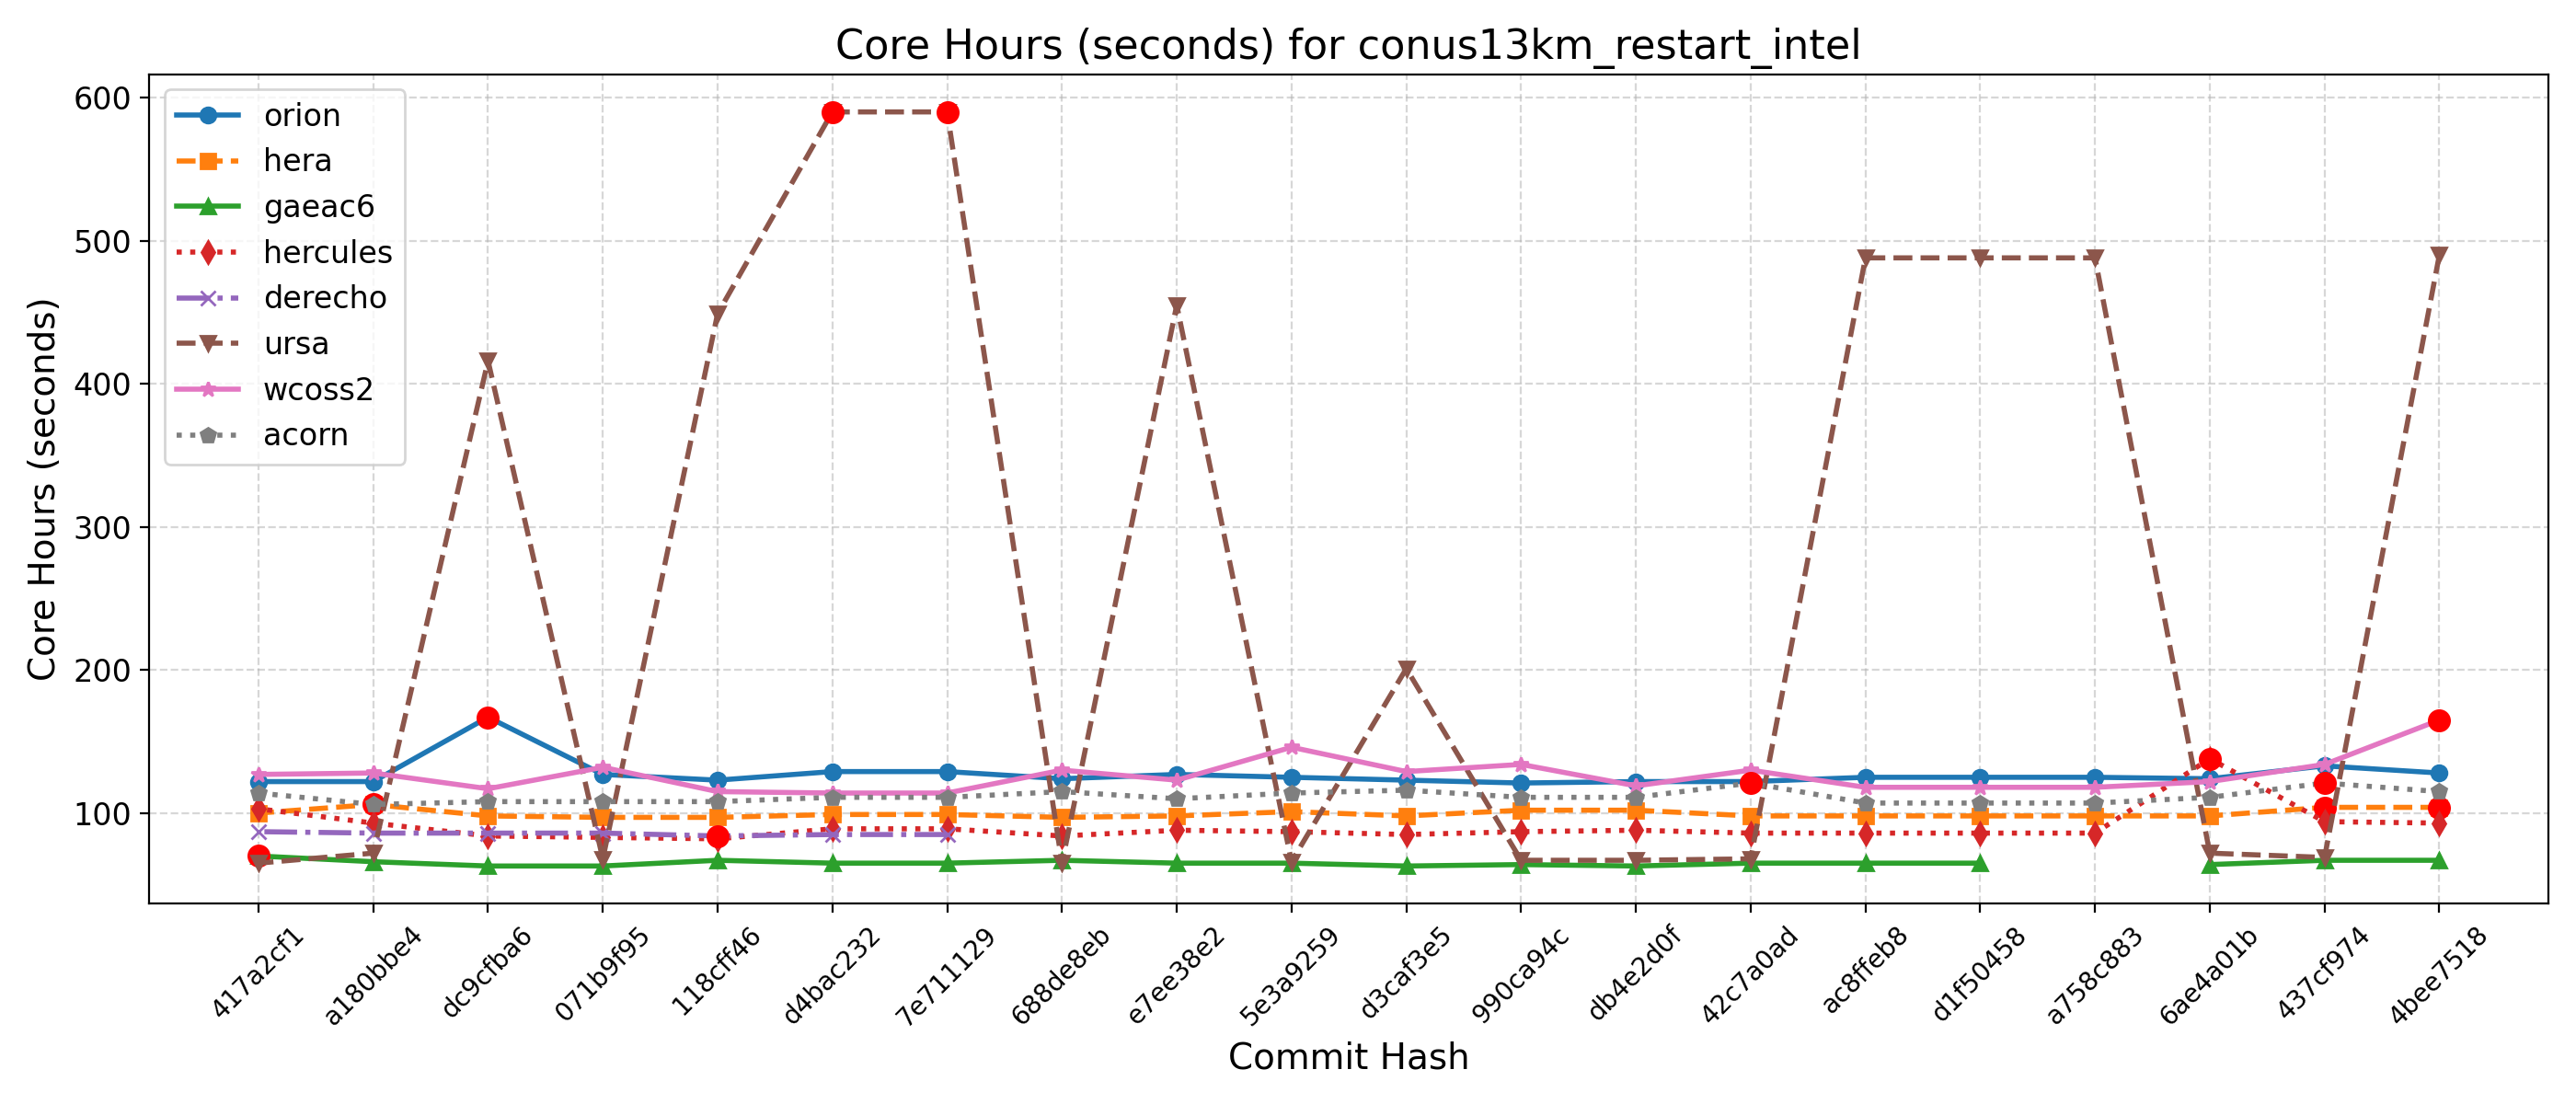 Core Hours (seconds) for conus13km_restart_intel
Core Hours (seconds)
600
500
400
300
200
100
orion
hera
gaeac6
hercules
derecho
ursa
wcoss2
acorn
417a2cf1
a180bbe4
dc9cfba6
071b9f95
118cff46
d4bac232
7e711129
688de8eb
e7ee38e2
5e3a9259
d3caf3e5
990ca94c
db4e2d0f
42c7a0ad
ac8ffeb8
d1f50458
a758c883
6ae4a01b
437cf974
4bee7518
Commit Hash